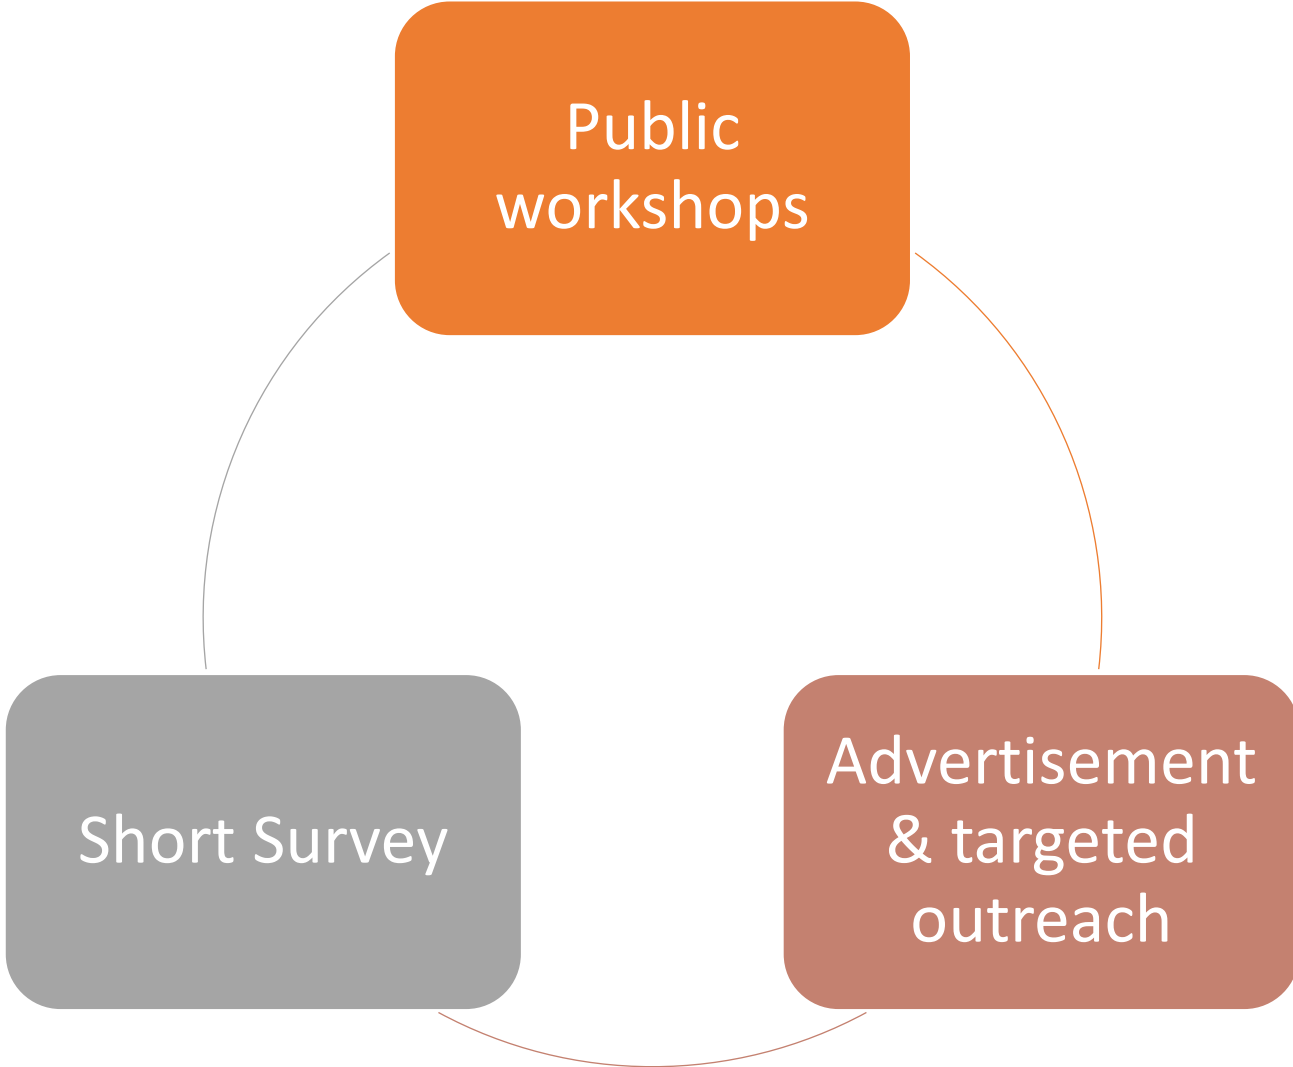 Public
workshops
Short Survey
Advertisement
& targeted
outreach